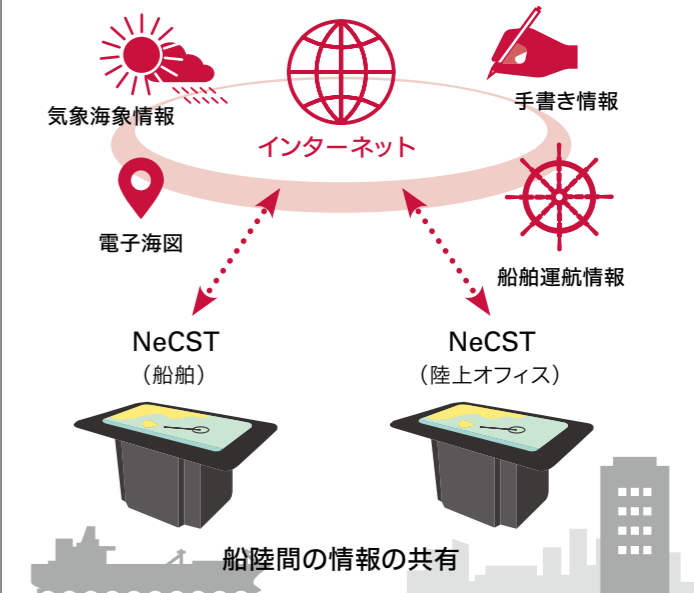 手書き情報
気象海象情報
インターネット
電子海図
船舶運航情報
NeCST
（船舶）
NeCST
（陸上オフィス）
船陸間の情報の共有